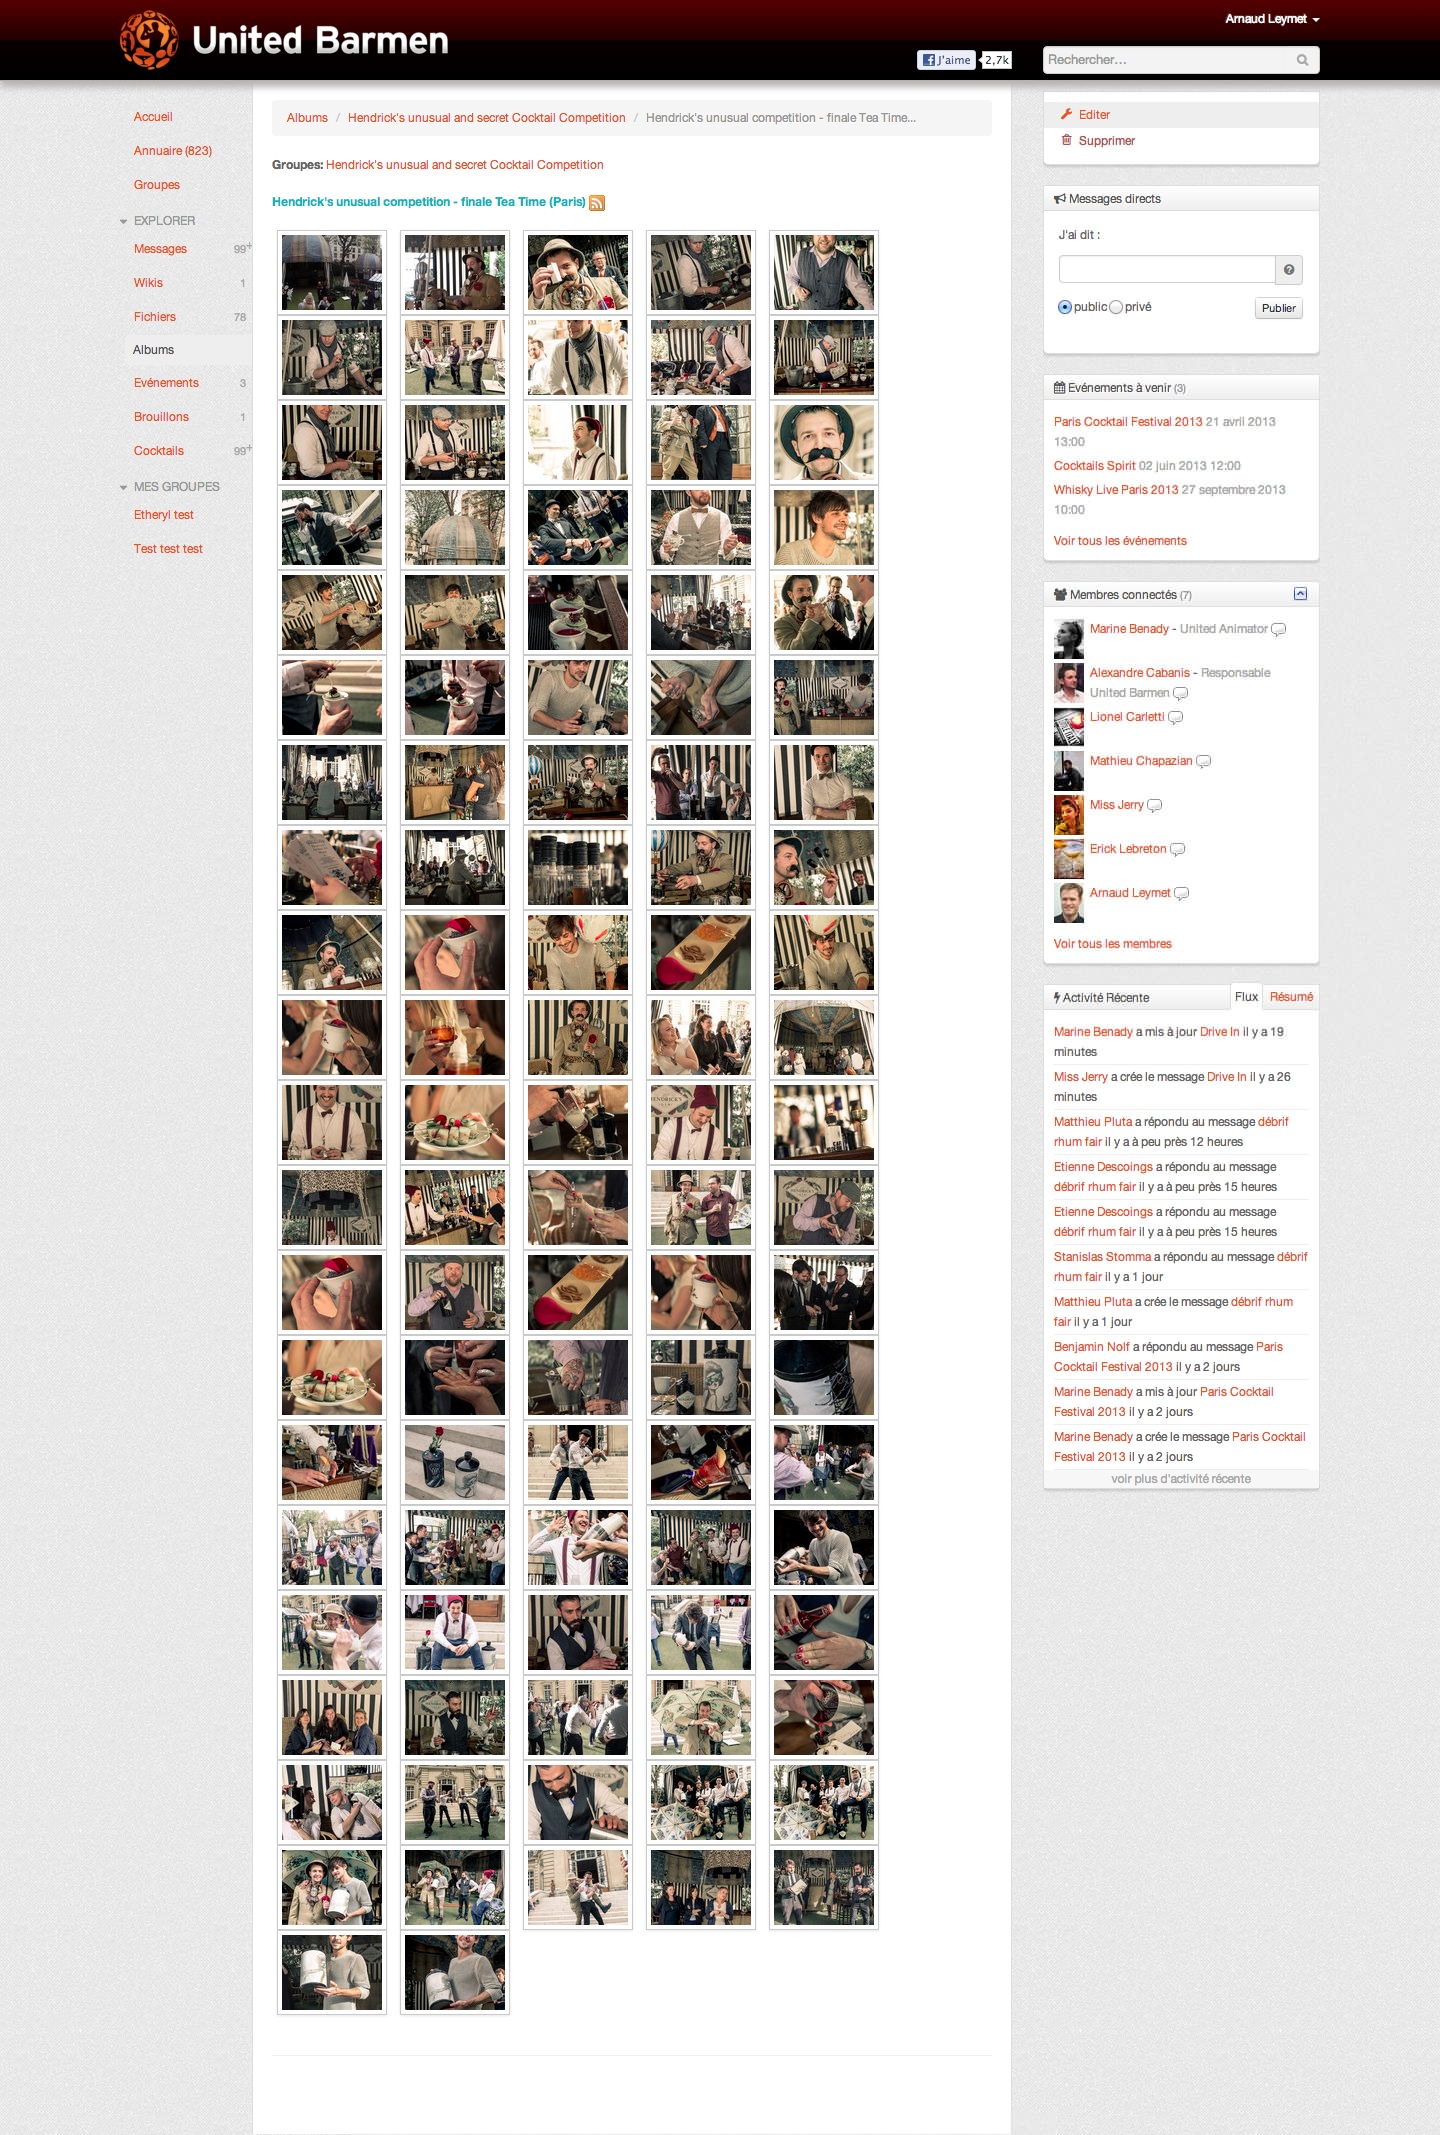 United Barmen
Arnaud Leymet
J'aime
2,7k
Rechercher...
Accueil
Annuaire (823)
Groupes
EXPLORER
Messages 99+
Wikis 1
Fichiers 78
Albums
Evénements 3
Brouillons 1
Cocktails 99+
MES GROUPES
Etheryl test
Test test test
Albums / Hendrick's unusual and secret Cocktail Competition / Hendrick's unusual competition - finale Tea Time...
Groupes: Hendrick's unusual and secret Cocktail Competition
Hendrick's unusual competition - finale Tea Time (Paris)
Editer
Supprimer
Messages directs
J'ai dit :
public privé
Publier
Evénements à venir (3)
Paris Cocktail Festival 2013 21 avril 2013
13:00
Cocktails Spirit 02 juin 2013 12:00
Whisky Live Paris 2013 27 septembre 2013
10:00
Voir tous les événements
Membres connectés (7)
Marine Benady - United Animator
Alexandre Cabanis - Responsable
United Barmen
Lionel Carletti
Mathieu Chapazian
Miss Jerry
Erick Lebreton
Arnaud Leymet
Voir tous les membres
Activité Récente
Flux
Résumé
Marine Benady a mis à jour Drive In il y a 19
minutes
Miss Jerry a crée le message Drive In il y a 26
minutes
Matthieu Pluta a répondu au message débrif
rhum fair il y a à peu près 12 heures
Etienne Descoings a répondu au message
débrif rhum fair il y a à peu près 15 heures
Etienne Descoings a répondu au message
débrif rhum fair il y a à peu près 15 heures
Stanislas Stomma a répondu au message débrif
rhum fair il y a 1 jour
Matthieu Pluta a crée le message débrif rhum
fair il y a 1 jour
Benjamin Nolf a répondu au message Paris
Cocktail Festival 2013 il y a 2 jours
Marine Benady a mis à jour Paris Cocktail
Festival 2013 il y a 2 jours
Marine Benady a crée le message Paris Cocktail
Festival 2013 il y a 2 jours
voir plus d'activité récente